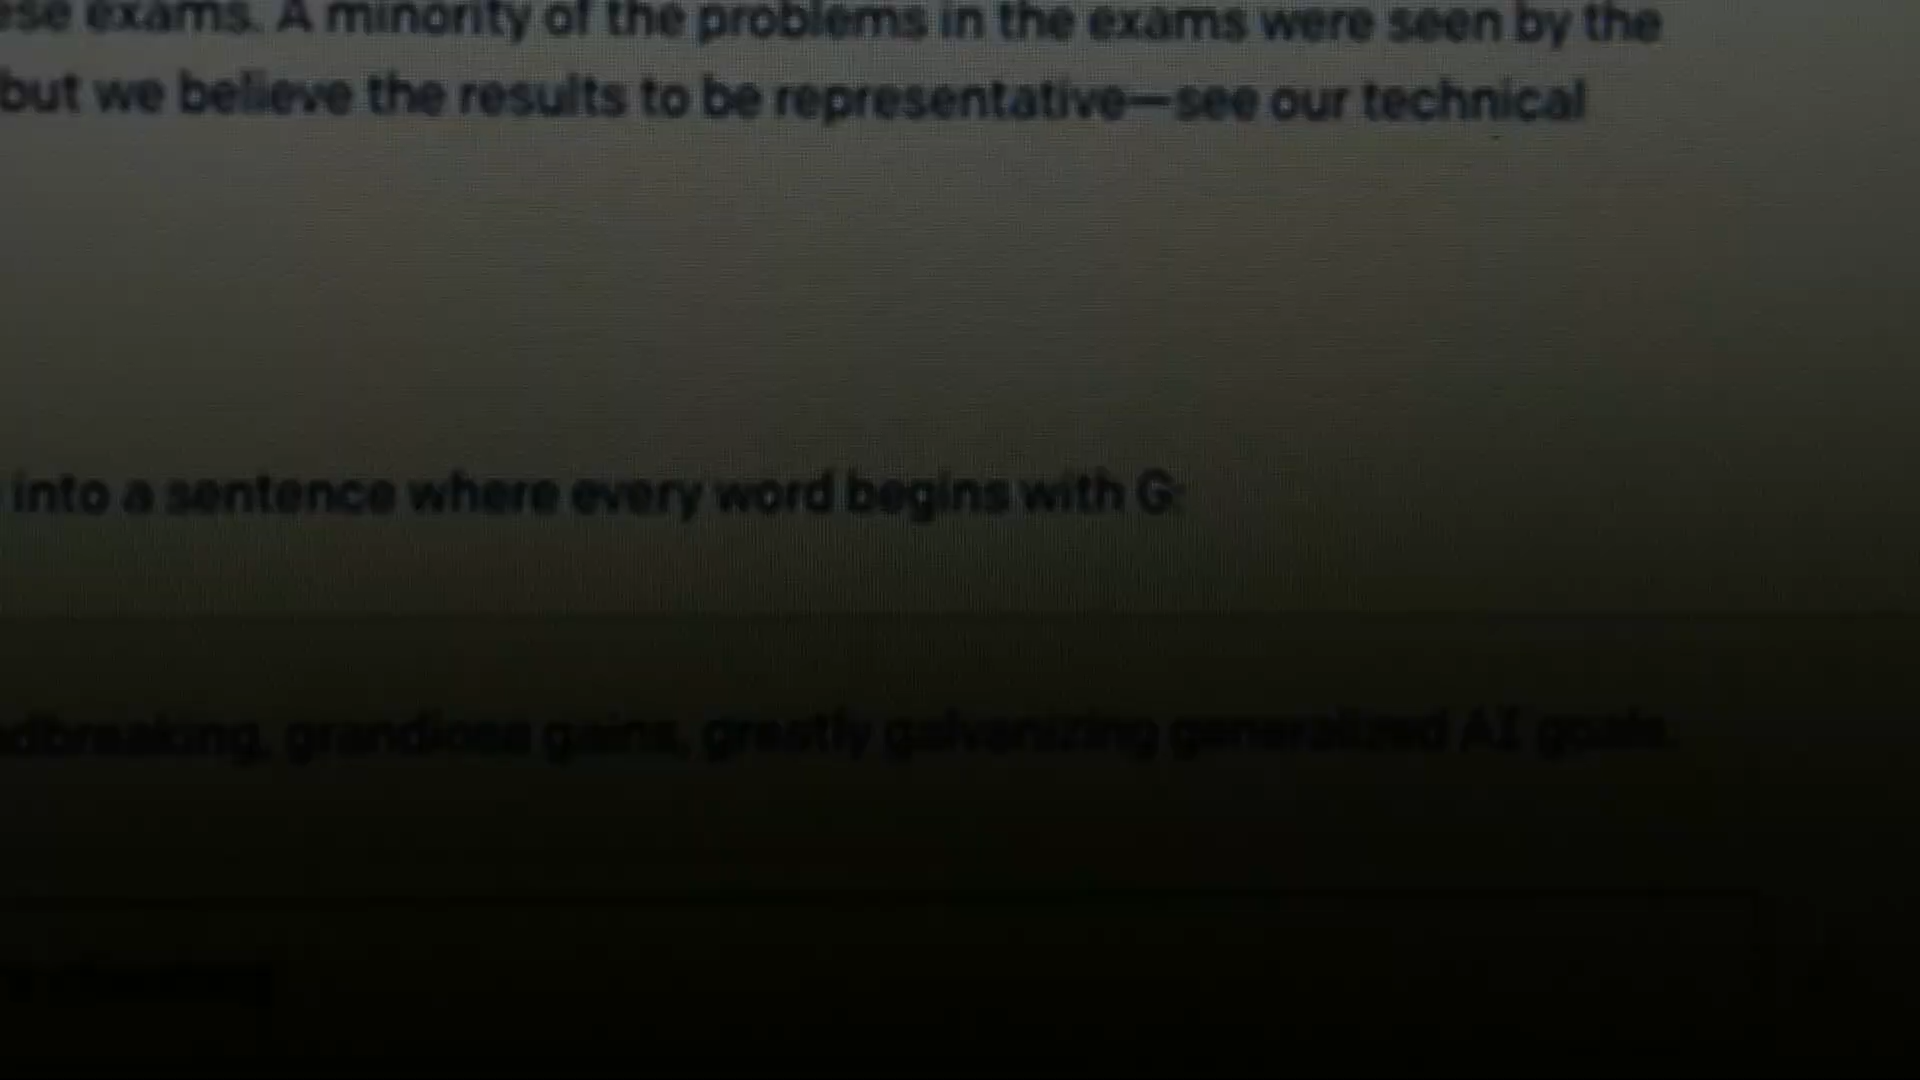 ese exams. A minority of the problems in the exams were seen by the
but we believe the results to be representative—see our technical
into a sentence where every word begins with G:
dbreaking, grandiose gains, greatly galvanizing generalized AI goals.